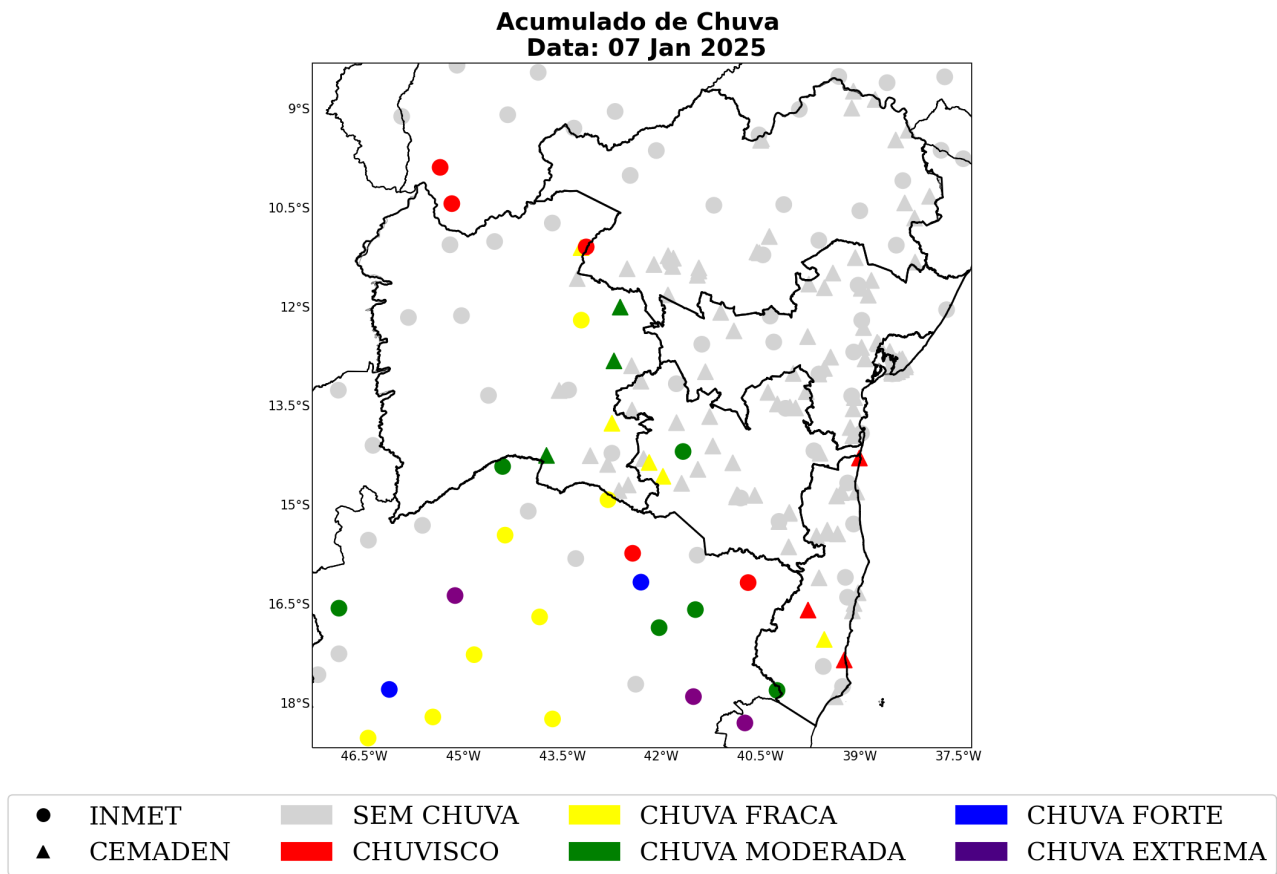 Acumulado de Chuva
Data: 07 Jan 2025
9°S
10.5°S
12°S
13.5°S
15°S
16.5°S
18°S
46.5°W 45°W 43.5°W 42°W 40.5°W 39°W 37.5°W
INMET SEM CHUVA CHUVA FRACA CHUVA FORTE
CEMADEN CHUVISCO CHUVA MODERADA CHUVA EXTREMA